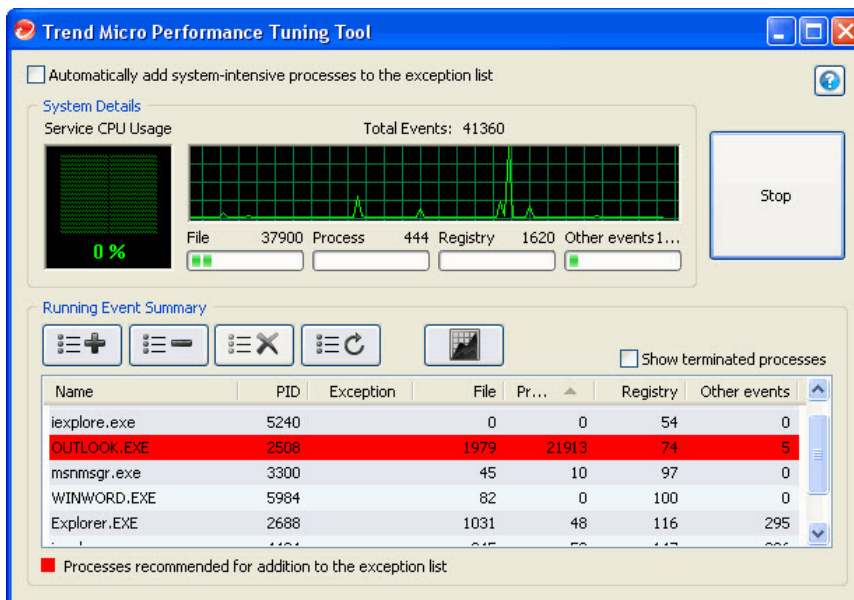 Trend Micro Performance Tuning Tool
Automatically add system-intensive processes to the exception list
System Details
Service CPU Usage
Total Events: 41360
0 %
File 37900 Process 444 Registry 1620 Other events1...
Stop
Running Event Summary
Show terminated processes
Name PID Exception File Pr... Registry Other events
iexplore.exe 5240 0 0 54 0
OUTLOOK.EXE 2508 1979 21913 74 5
msnmsgr.exe 3300 45 10 97 0
WINWORD.EXE 5984 82 0 100 0
Explorer.EXE 2688 1031 48 116 295
Processes recommended for addition to the exception list